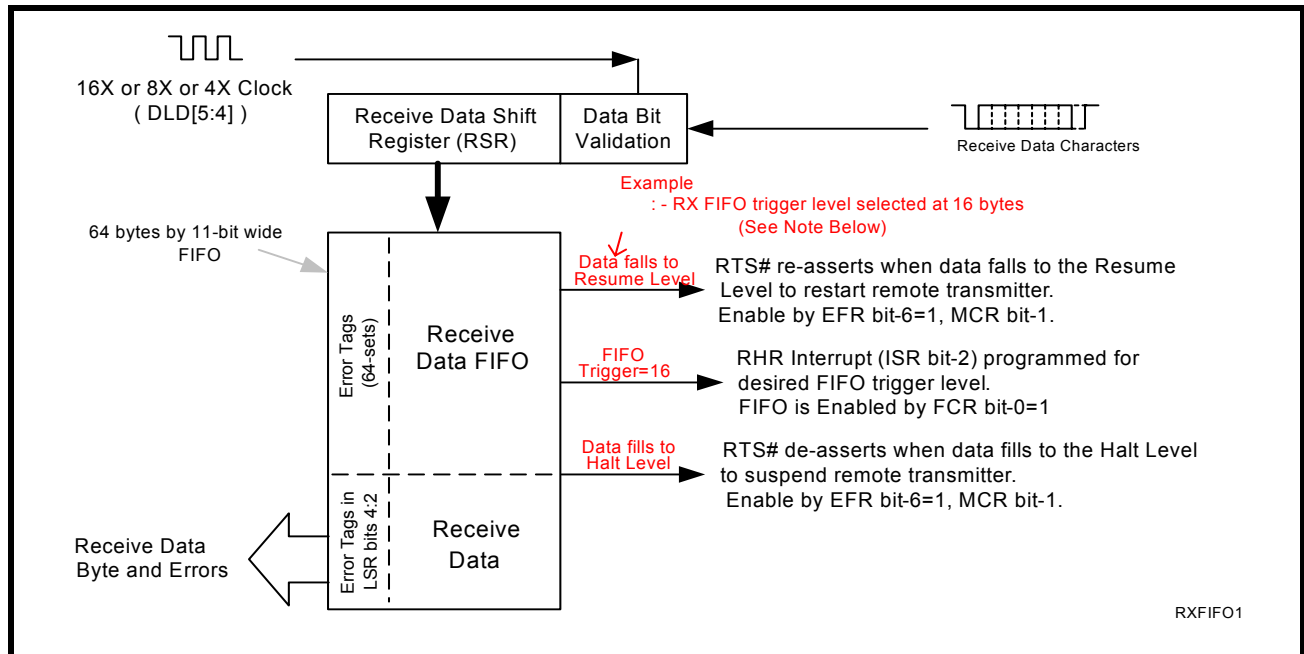 16X or 8X or 4X Clock
( DLD[5:4] )
Receive Data Shift
Register (RSR)
Data Bit
Validation
Receive Data Characters
Example
: - RX FIFO trigger level selected at 16 bytes
(See Note Below)
64 bytes by 11-bit wide
FIFO
Error Tags
(64-sets)
Receive
Data FIFO
Data falls to
Resume Level
RTS# re-asserts when data falls to the Resume
Level to restart remote transmitter.
Enable by EFR bit-6=1, MCR bit-1.
FIFO
Trigger=16
RHR Interrupt (ISR bit-2) programmed for
desired FIFO trigger level.
FIFO is Enabled by FCR bit-0=1
Data fills to
Halt Level
RTS# de-asserts when data fills to the Halt Level
to suspend remote transmitter.
Enable by EFR bit-6=1, MCR bit-1.
Error Tags in
LSR bits 4:2
Receive
Data
Receive Data
Byte and Errors
RXFIFO1